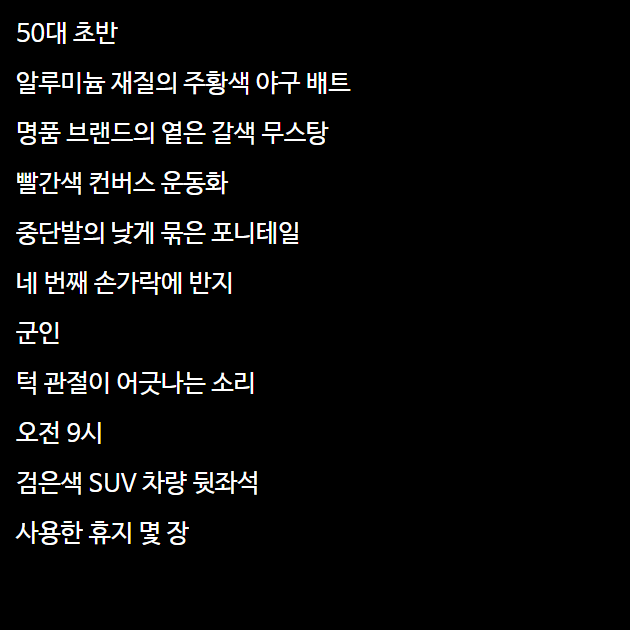 50대 초반
알루미늄 재질의 주황색 야구 배트
명품 브랜드의 옅은 갈색 무스탕
빨간색 컨버스 운동화
중단발의 낮게 묶은 포니테일
네 번째 손가락에 반지
군인
턱 관절이 어긋나는 소리
오전 9시
검은색 SUV 차량 뒷좌석
사용한 휴지 몇 장